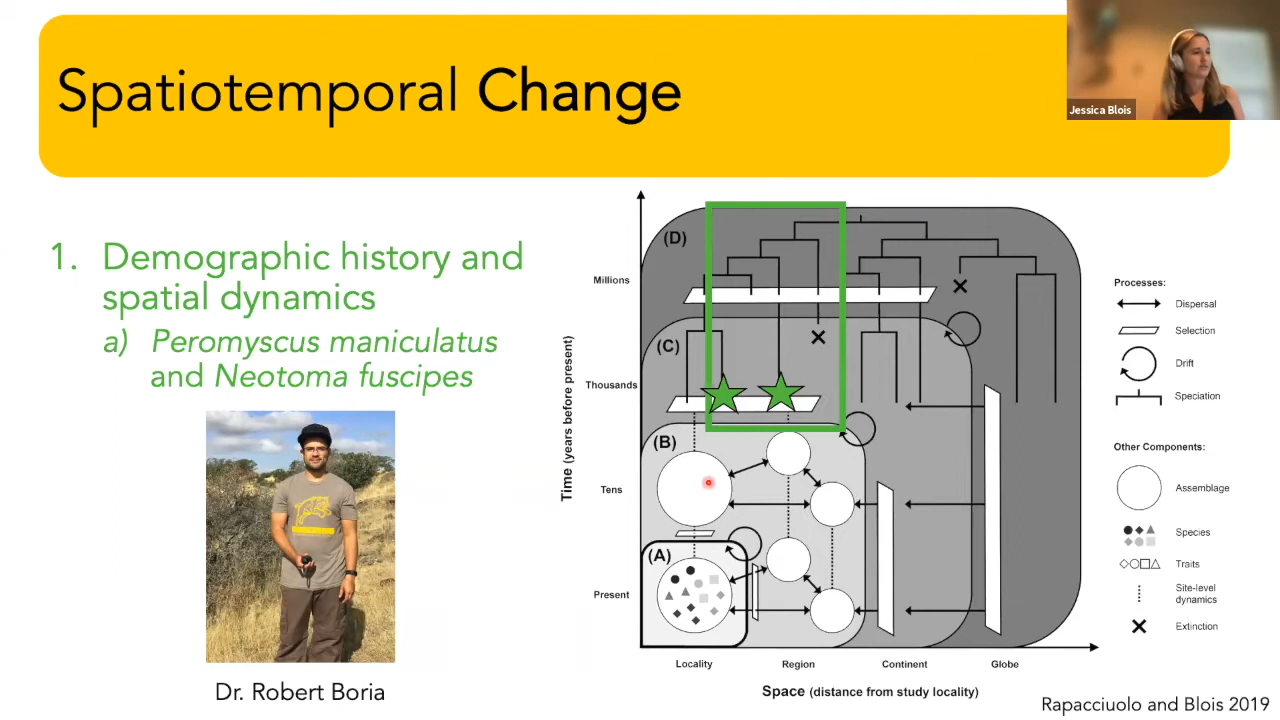 Spatiotemporal Change
Jessica Blois
1. Demographic history and
spatial dynamics
a) Peromyscus maniculatus
and Neotoma fuscipes
Dr. Robert Boria
Time (years before present)
Millions
Thousands
Tens
Present
(D)
(C)
(B)
(A)
Locality
Region
Continent
Globe
Space (distance from study locality)
Processes:
Dispersal
Selection
Drift
Speciation
Other Components:
Assemblage
Species
Traits
Site-level
dynamics
Extinction
Rapacciuolo and Blois 2019